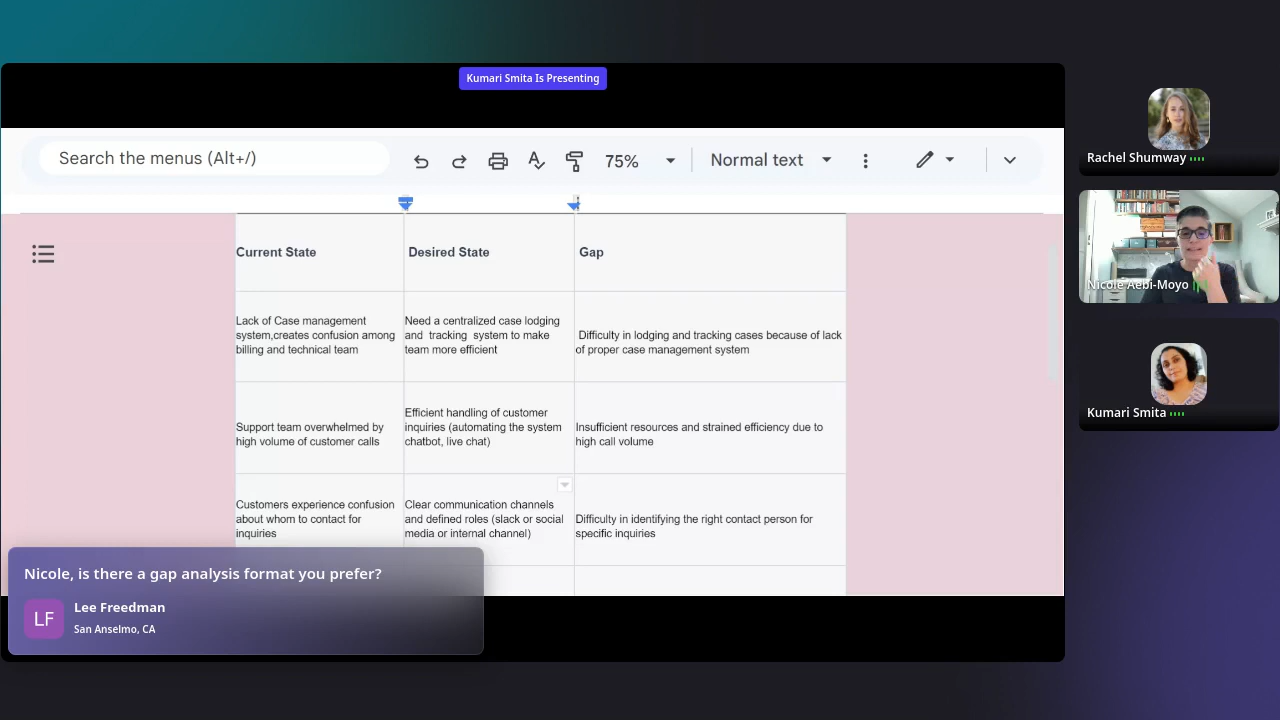 Kumari Smita Is Presenting
Search the menus (Alt+/)
75%
Normal text
Current State
Desired State
Gap
Lack of Case management
system,creates confusion among
billing and technical team
Need a centralized case lodging
and tracking system to make
team more efficient
Difficulty in lodging and tracking cases because of lack
of proper case management system
Support team overwhelmed by
high volume of customer calls
Efficient handling of customer
inquiries (automating the system
chatbot, live chat)
Insufficient resources and strained efficiency due to
high call volume
Customers experience confusion
about whom to contact for
inquiries
Clear communication channels
and defined roles (slack or social
media or internal channel)
Difficulty in identifying the right contact person for
specific inquiries
Nicole, is there a gap analysis format you prefer?
LF
Lee Freedman
San Anselmo, CA
Rachel Shumway
Nicole Aebi-Moyo
Kumari Smita